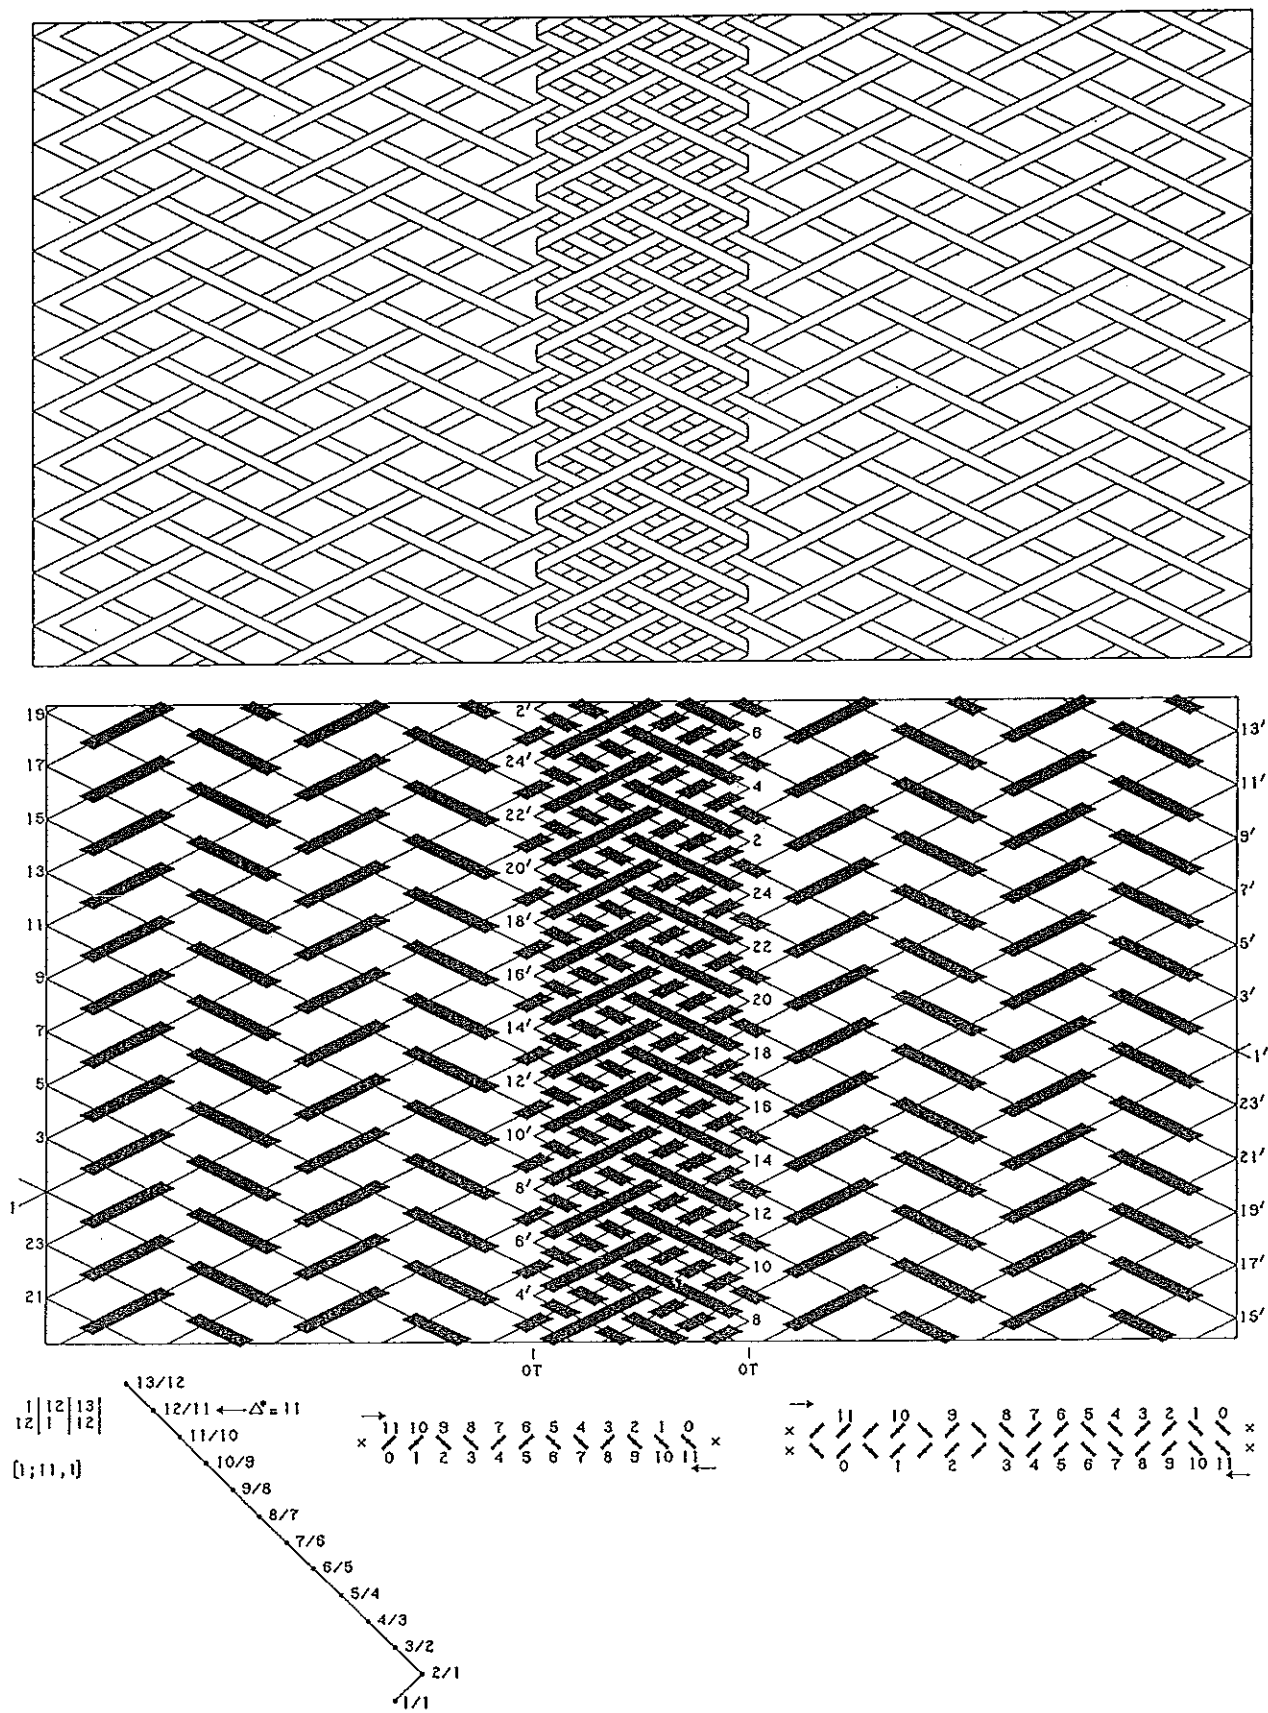 19 2' 6 13'
17 24' 4 11'
15 22' 2 9'
13 20' 24 7'
11 18' 22 5'
9 16' 20 3'
7 14' 18 1'
5 12' 16 23'
3 10' 14 21'
1 8' 12 19'
23 6' 10 17'
21 4' 8 15'
OT OT
13/12
1 12 13
12 1 12
12/11 ← Δ* = 11
11/10
[1;11,1]
10/9
9/8
8/7
7/6
6/5
5/4
4/3
3/2
2/1
1/1
→ 11 10 9 8 7 6 5 4 3 2 1 0
x x
0 1 2 3 4 5 6 7 8 9 10 11 ←
→ 11 10 9 8 7 6 5 4 3 2 1 0
x x
x x
0 1 2 3 4 5 6 7 8 9 10 11 ←